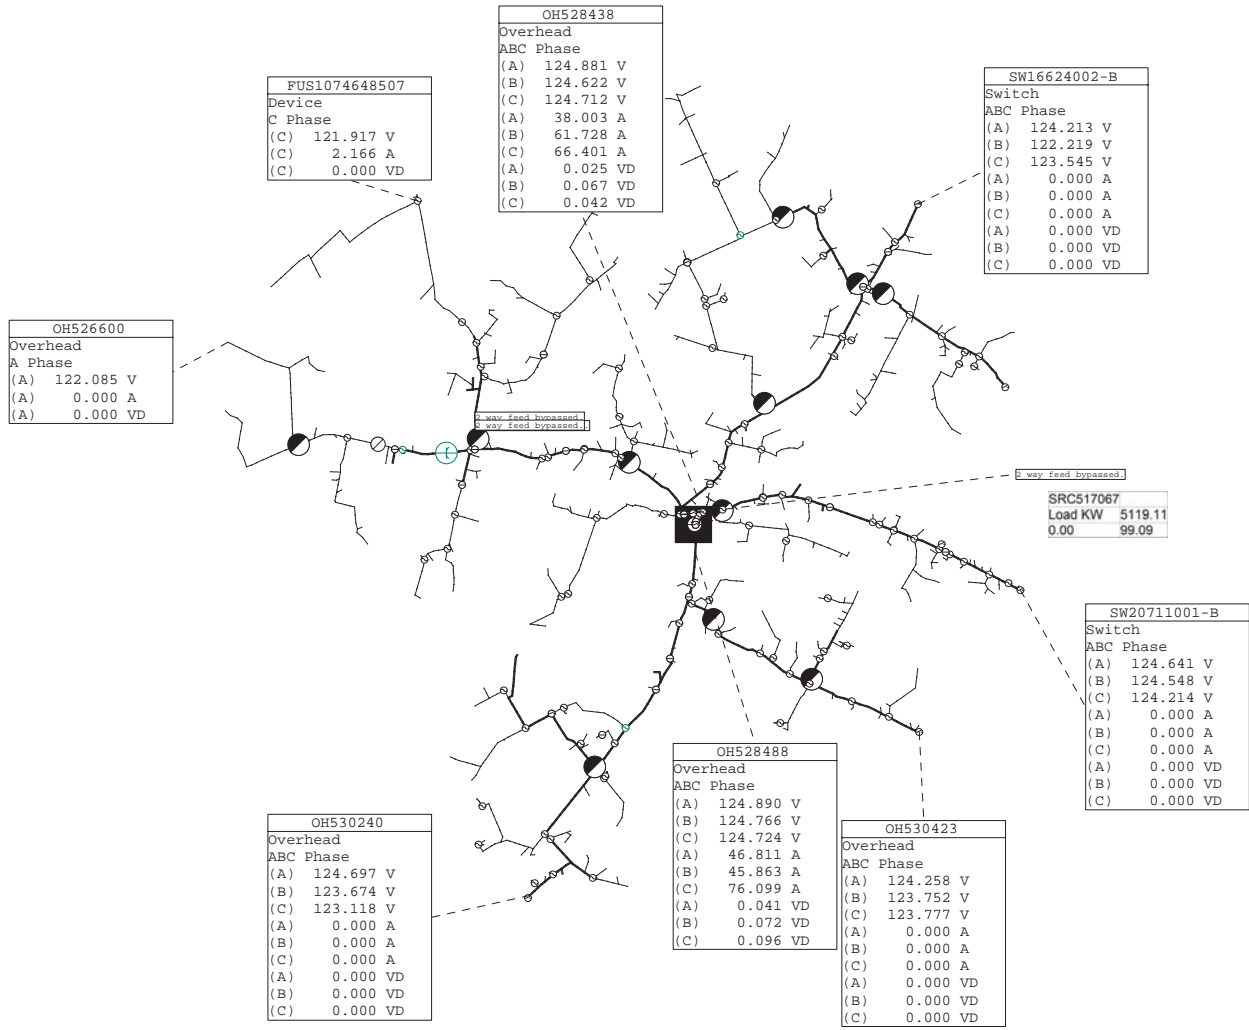 OH528438
Overhead
ABC Phase
(A) 124.881 V
(B) 124.622 V
(C) 124.712 V
(A) 38.003 A
(B) 61.728 A
(C) 66.401 A
(A) 0.025 VD
(B) 0.067 VD
(C) 0.042 VD
FUS1074648507
Device
C Phase
(C) 121.917 V
(C) 2.166 A
(C) 0.000 VD
SW16624002-B
Switch
ABC Phase
(A) 124.213 V
(B) 122.219 V
(C) 123.545 V
(A) 0.000 A
(B) 0.000 A
(C) 0.000 A
(A) 0.000 VD
(B) 0.000 VD
(C) 0.000 VD
OH526600
Overhead
A Phase
(A) 122.085 V
(A) 0.000 A
(A) 0.000 VD
2 way feed bypassed.
2 way feed bypassed.
2 way feed bypassed.
SRC517067
Load KW 5119.11
0.00 99.09
SW20711001-B
Switch
ABC Phase
(A) 124.641 V
(B) 124.548 V
(C) 124.214 V
(A) 0.000 A
(B) 0.000 A
(C) 0.000 A
(A) 0.000 VD
(B) 0.000 VD
(C) 0.000 VD
OH528488
Overhead
ABC Phase
(A) 124.890 V
(B) 124.766 V
(C) 124.724 V
(A) 46.811 A
(B) 45.863 A
(C) 76.099 A
(A) 0.041 VD
(B) 0.072 VD
(C) 0.096 VD
OH530240
Overhead
ABC Phase
(A) 124.697 V
(B) 123.674 V
(C) 123.118 V
(A) 0.000 A
(B) 0.000 A
(C) 0.000 A
(A) 0.000 VD
(B) 0.000 VD
(C) 0.000 VD
OH530423
Overhead
ABC Phase
(A) 124.258 V
(B) 123.752 V
(C) 123.777 V
(A) 0.000 A
(B) 0.000 A
(C) 0.000 A
(A) 0.000 VD
(B) 0.000 VD
(C) 0.000 VD